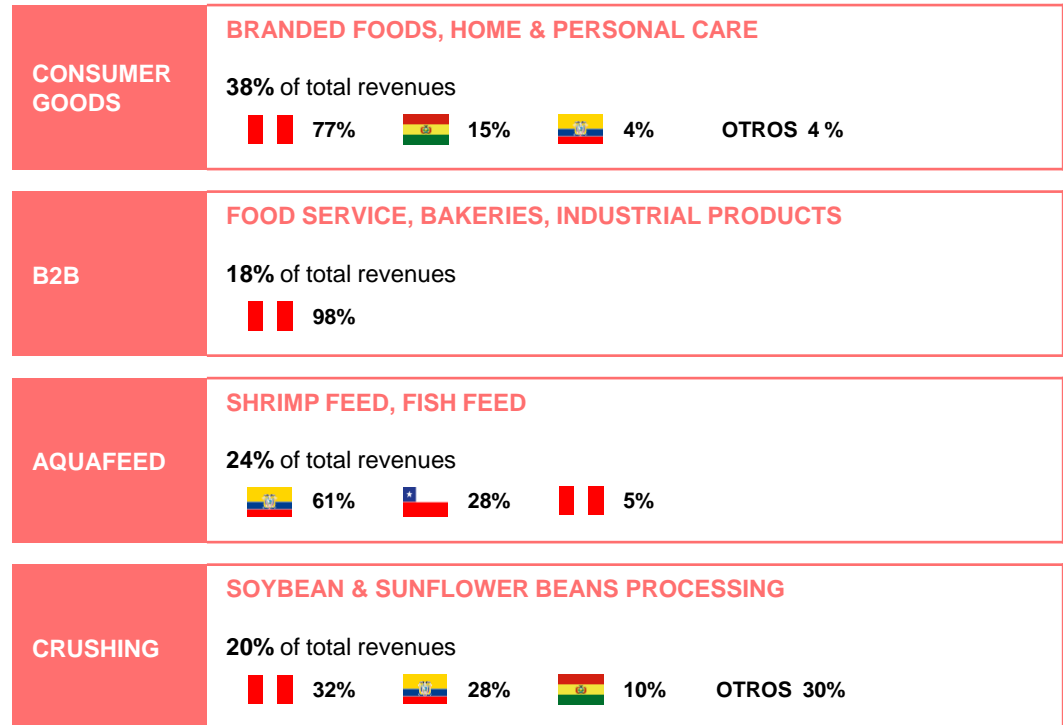 BRANDED FOODS, HOME & PERSONAL CARE
CONSUMER
GOODS
38% of total revenues
77% 15% 4% OTROS 4 %
FOOD SERVICE, BAKERIES, INDUSTRIAL PRODUCTS
B2B
18% of total revenues
98%
SHRIMP FEED, FISH FEED
AQUAFEED
24% of total revenues
61% 28% 5%
SOYBEAN & SUNFLOWER BEANS PROCESSING
CRUSHING
20% of total revenues
32% 28% 10% OTROS 30%